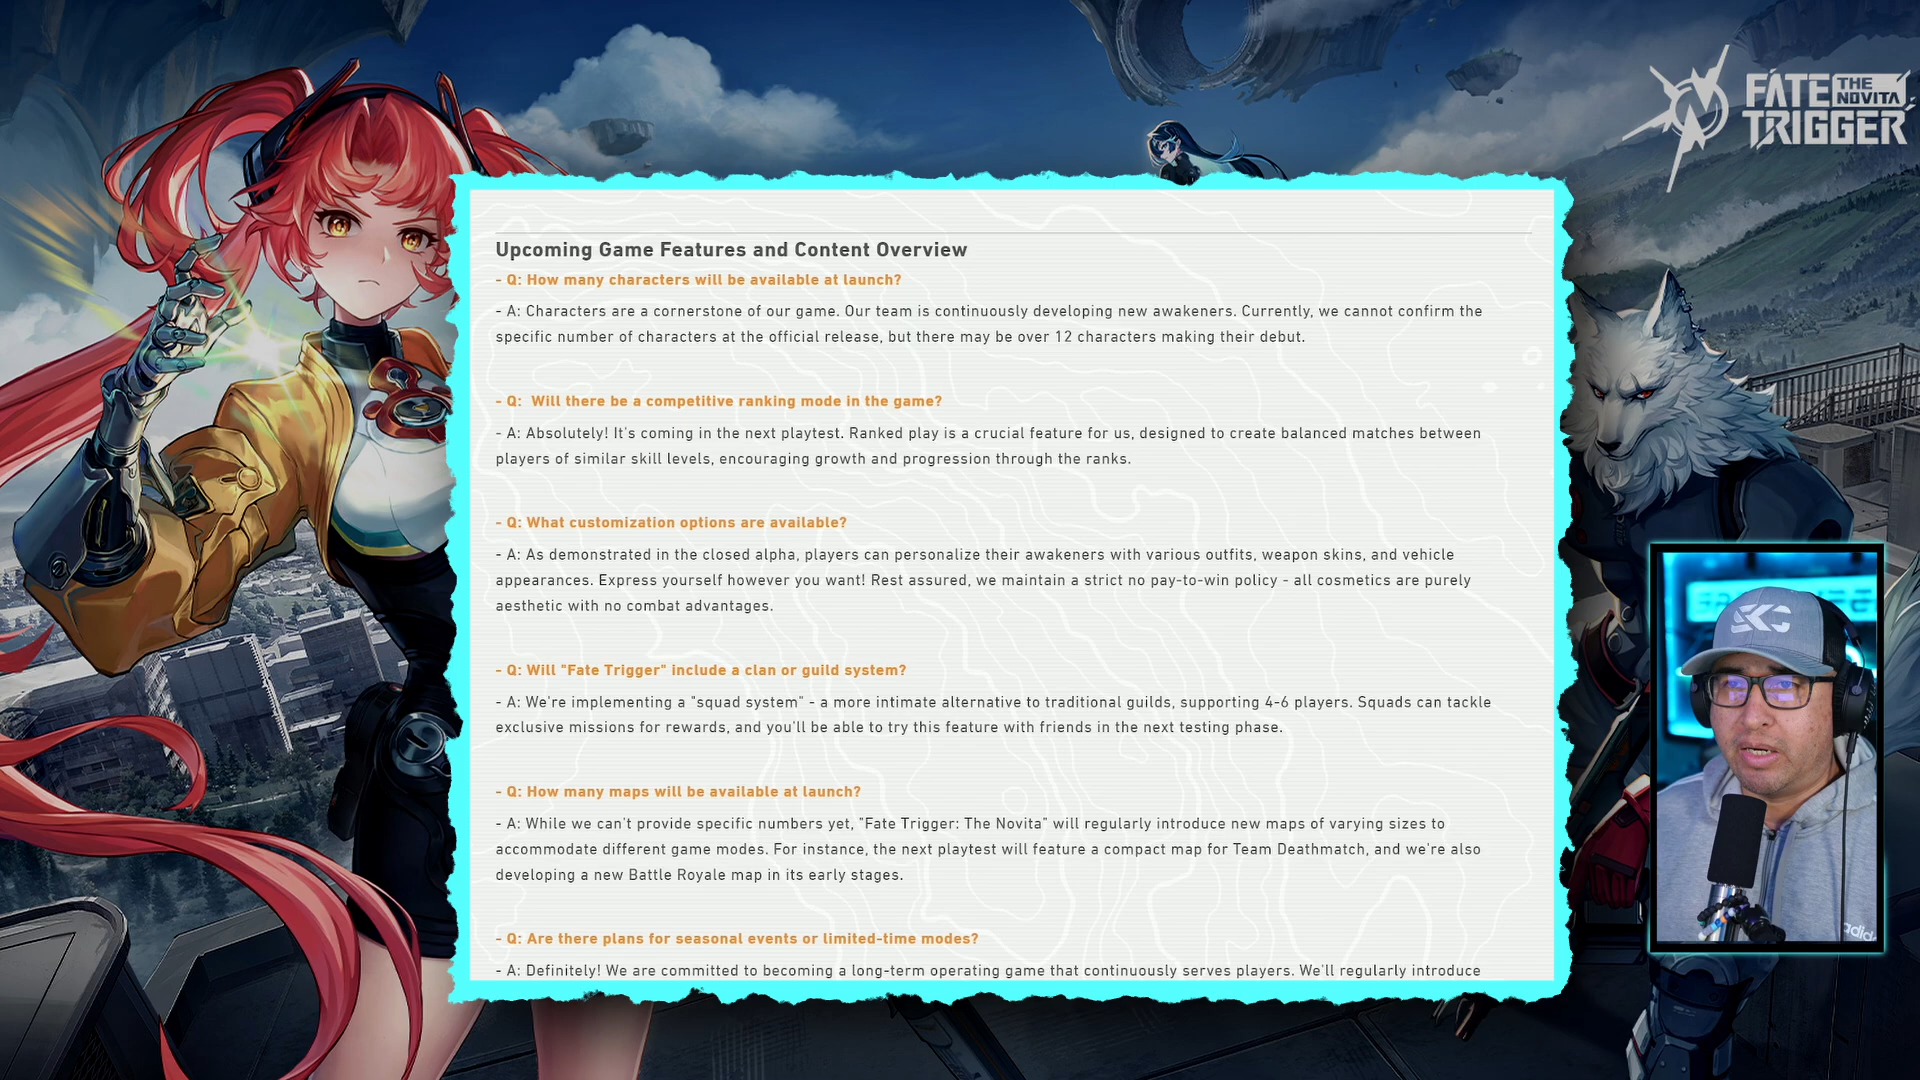 FATE THE NOVITA
TRIGGER
Upcoming Game Features and Content Overview
- Q: How many characters will be available at launch?
- A: Characters are a cornerstone of our game. Our team is continuously developing new awakeners. Currently, we cannot confirm the
specific number of characters at the official release, but there may be over 12 characters making their debut.
- Q:  Will there be a competitive ranking mode in the game?
- A: Absolutely! It's coming in the next playtest. Ranked play is a crucial feature for us, designed to create balanced matches between
players of similar skill levels, encouraging growth and progression through the ranks.
- Q: What customization options are available?
- A: As demonstrated in the closed alpha, players can personalize their awakeners with various outfits, weapon skins, and vehicle
appearances. Express yourself however you want! Rest assured, we maintain a strict no pay-to-win policy - all cosmetics are purely
aesthetic with no combat advantages.
- Q: Will "Fate Trigger" include a clan or guild system?
- A: We're implementing a "squad system" - a more intimate alternative to traditional guilds, supporting 4-6 players. Squads can tackle
exclusive missions for rewards, and you'll be able to try this feature with friends in the next testing phase.
- Q: How many maps will be available at launch?
- A: While we can't provide specific numbers yet, "Fate Trigger: The Novita" will regularly introduce new maps of varying sizes to
accommodate different game modes. For instance, the next playtest will feature a compact map for Team Deathmatch, and we're also
developing a new Battle Royale map in its early stages.
- Q: Are there plans for seasonal events or limited-time modes?
- A: Definitely! We are committed to becoming a long-term operating game that continuously serves players. We'll regularly introduce
SKC
adida